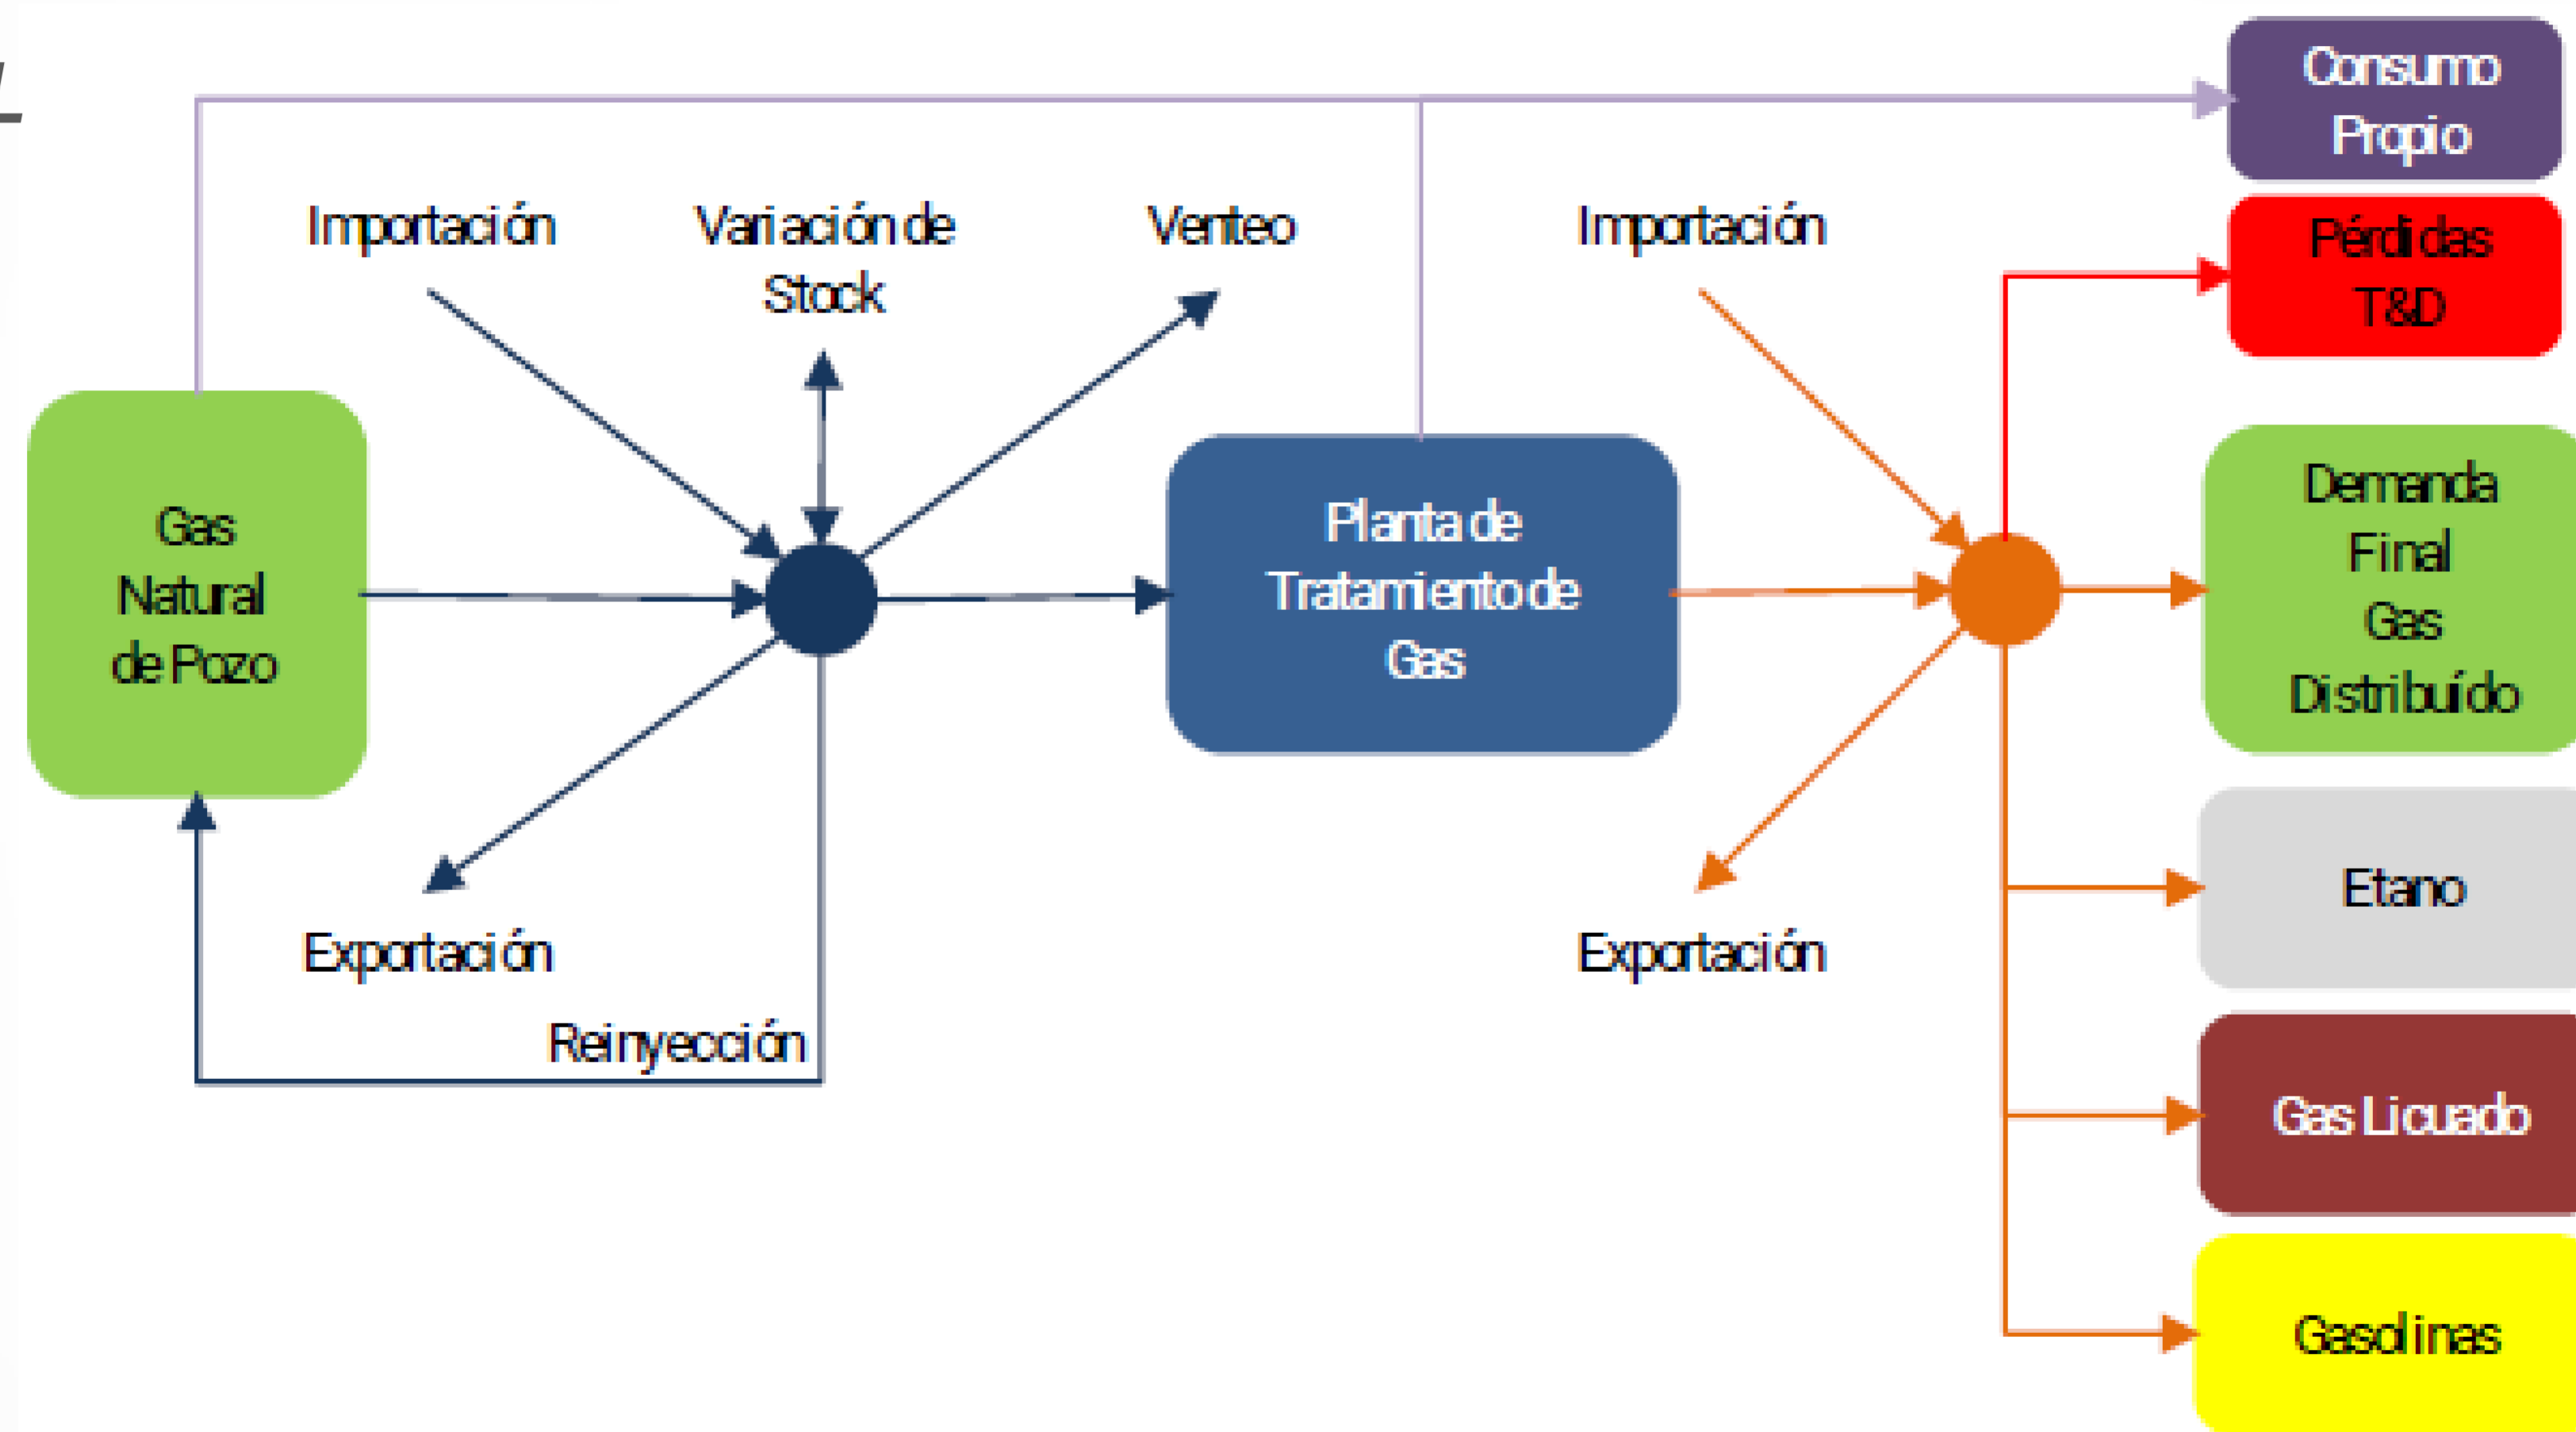 Consumo
Propio
Pérdidas
T&D
Importación
Variación de
Stock
Venteo
Importación
Gas
Natural
de Pozo
Planta de
Tratamiento de
Gas
Demanda
Final
Gas
Distribuído
Etano
Exportación
Exportación
Reinyección
Gas Licuado
Gasolinas